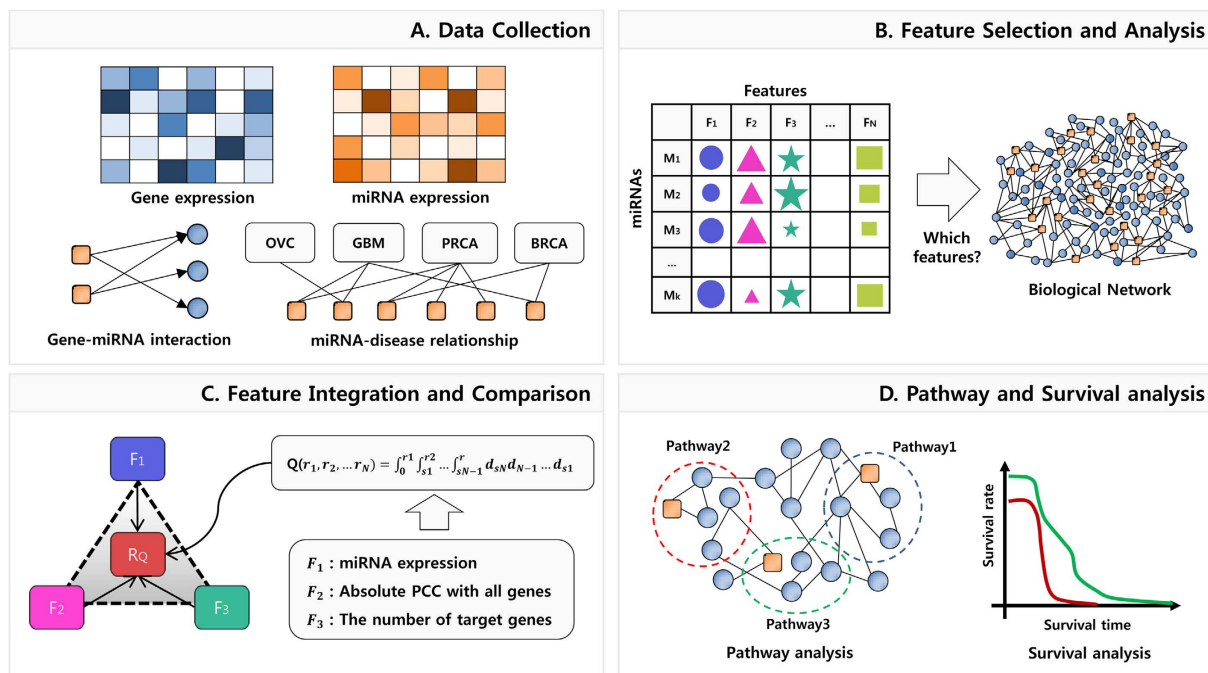 A. Data Collection
Gene expression
miRNA expression
OVC
GBM
PRCA
BRCA
Gene-miRNA interaction
miRNA-disease relationship
B. Feature Selection and Analysis
Features
F1 F2 F3 ... FN
miRNAs
M1
M2
M3
...
Mk
Which
features?
Biological Network
C. Feature Integration and Comparison
F1
RQ
F2
F3
Q(r1, r2, ... rN) = ∫0^r1 ∫s1^r2 ... ∫sN−1^r dsN dN−1 ... ds1
F1 : miRNA expression
F2 : Absolute PCC with all genes
F3 : The number of target genes
D. Pathway and Survival analysis
Pathway2
Pathway1
Pathway3
Pathway analysis
Survival rate
Survival time
Survival analysis